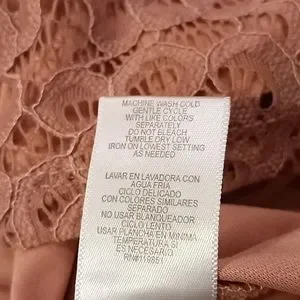 MACHINE WASH COLD
GENTLE CYCLE
WITH LIKE COLORS
SEPARATELY
DO NOT BLEACH
TUMBLE DRY LOW
IRON ON LOWEST SETTING
AS NEEDED
LAVAR EN LAVADORA CON
AGUA FRIA
CICLO DELICADO
CON COLORES SIMILARES
SEPARADO
NO USAR BLANQUEADOR
CICLO LENTO
USAR PLANCHA EN MINIMA
TEMPERATURA SI
ES NECESARIO
RN#119851